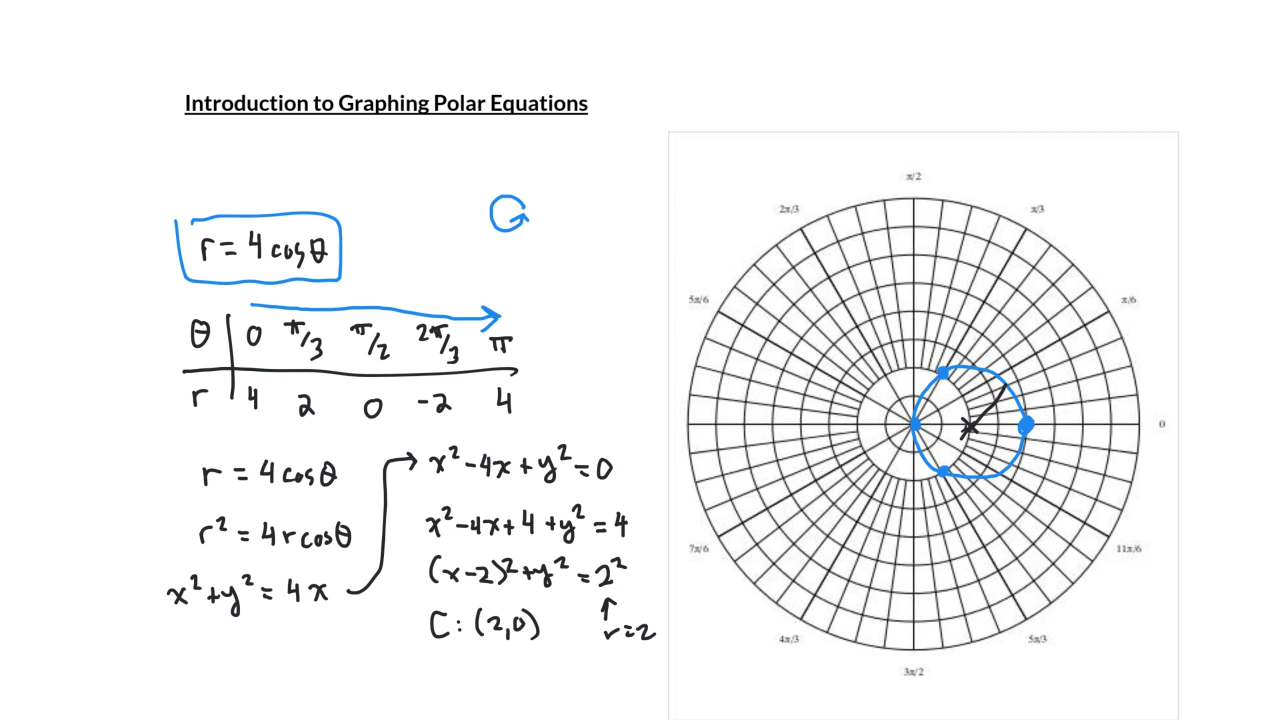 Introduction to Graphing Polar Equations
r = 4 cos θ
θ | 0 π/3 π/2 2π/3 π
r | 4 2 0 -2 4
r = 4 cos θ
r² = 4 r cos θ
x² + y² = 4x
x² - 4x + y² = 0
x² - 4x + 4 + y² = 4
(x-2)² + y² = 2²
C: (2,0)
r = 2
π/2
2π/3
π/3
5π/6
π/6
0
7π/6
11π/6
4π/3
5π/3
3π/2